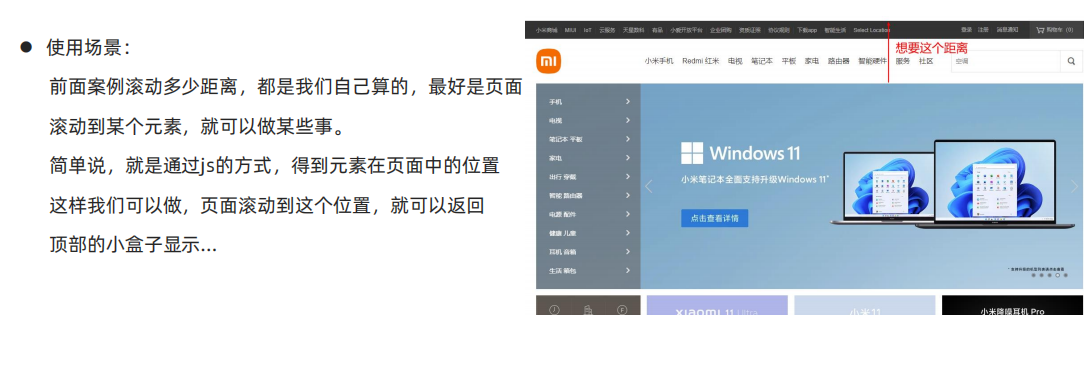 ● 使用场景：
前面案例滚动多少距离，都是我们自己算的，最好是页面
滚动到某个元素，就可以做某些事。
简单说，就是通过js的方式，得到元素在页面中的位置
这样我们可以做，页面滚动到这个位置，就可以返回
顶部的小盒子显示...
小米商城 MIUI IoT 云服务 天星数科 有品 小爱开放平台 企业团购 资质证照 协议规则 下载app 智能生活 Select Location 登录 注册 消息通知 购物车 (0)
想要这个距离
小米手机 Redmi 红米 电视 笔记本 平板 家电 路由器 智能硬件 服务 社区 空调
手机
电视
笔记本 平板
家电
出行 穿戴
智能 路由器
电源 配件
健康 儿童
耳机 音箱
生活 箱包
Windows 11
小米笔记本全面支持升级Windows 11*
点击查看详情
xiaomi 11 Ultra
小米11
小米降噪耳机 Pro